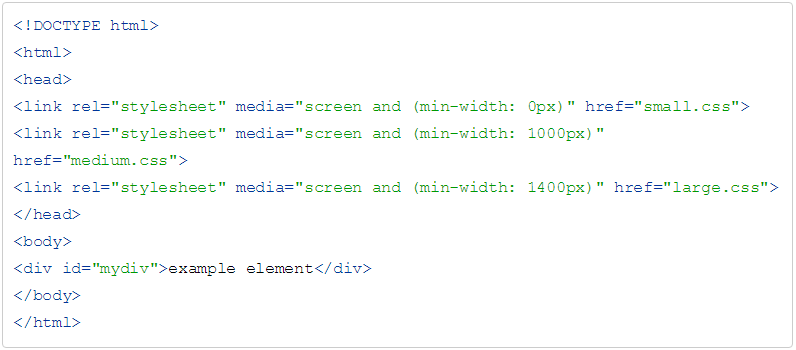 <!DOCTYPE html>
<html>
<head>
<link rel="stylesheet" media="screen and (min-width: 0px)" href="small.css">
<link rel="stylesheet" media="screen and (min-width: 1000px)"
href="medium.css">
<link rel="stylesheet" media="screen and (min-width: 1400px)" href="large.css">
</head>
<body>
<div id="mydiv">example element</div>
</body>
</html>